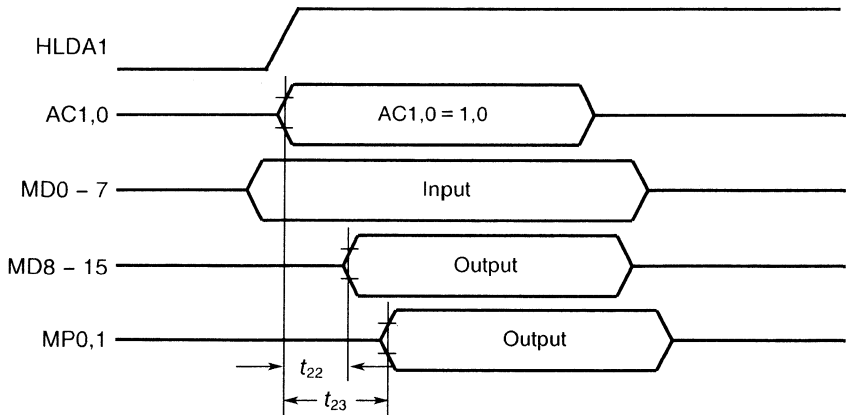 HLDA1
AC1,0
AC1,0 = 1,0
MD0 – 7
Input
MD8 – 15
Output
MP0,1
Output
t22
t23